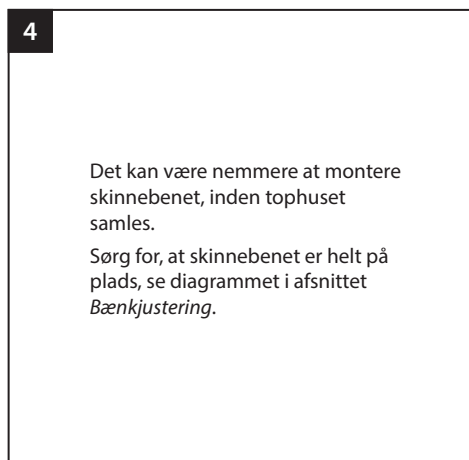 4
Det kan være nemmere at montere
skinnebenet, inden tophuset
samles.
Sørg for, at skinnebenet er helt på
plads, se diagrammet i afsnittet
Bænkjustering.